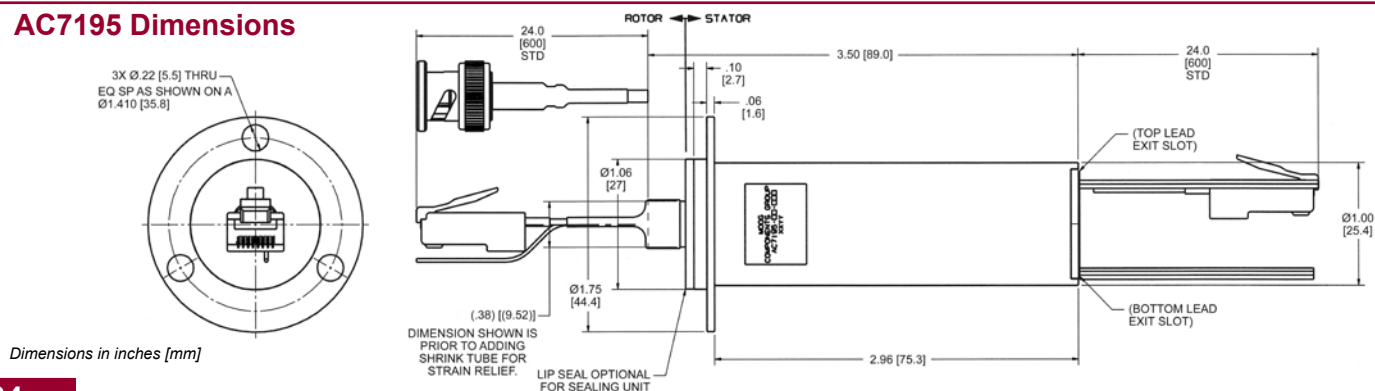 AC7195 Dimensions
3X Ø.22 [5.5] THRU
EQ SP AS SHOWN ON A
Ø1.410 [35.8]
Dimensions in inches [mm]
ROTOR
STATOR
24.0
[600]
STD
3.50 [89.0]
24.0
[600]
STD
.10
[2.7]
.06
[1.6]
(TOP LEAD
EXIT SLOT)
Ø1.06
[27]
MOOG
COMPONENTS GROUP
Ø1.00
[25.4]
Ø1.75
[44.4]
(.38) [(9.52)]
DIMENSION SHOWN IS
PRIOR TO ADDING
SHRINK TUBE FOR
STRAIN RELIEF.
LIP SEAL OPTIONAL
FOR SEALING UNIT
(BOTTOM LEAD
EXIT SLOT)
2.96 [75.3]